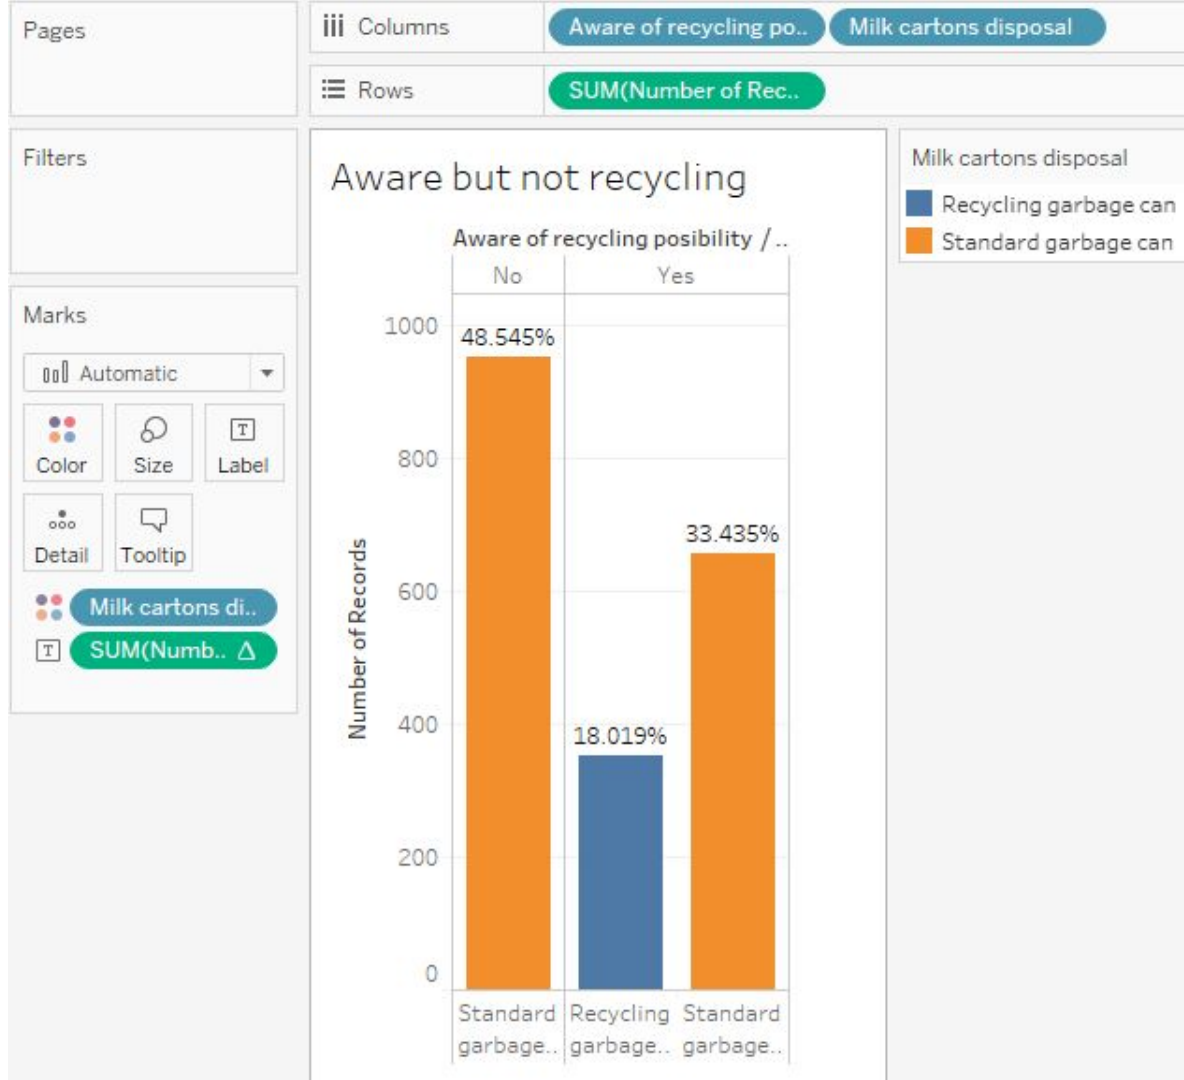 Pages
Columns
Aware of recycling po..
Milk cartons disposal
Rows
SUM(Number of Rec..
Filters
Marks
Automatic
Color
Size
T
Label
Detail
Tooltip
Milk cartons di..
T
SUM(Numb.. Δ
Aware but not recycling
Aware of recycling posibility / ..
No
Yes
1000
800
600
400
200
0
Number of Records
48.545%
18.019%
33.435%
Standard
garbage..
Recycling
garbage..
Standard
garbage..
Milk cartons disposal
Recycling garbage can
Standard garbage can